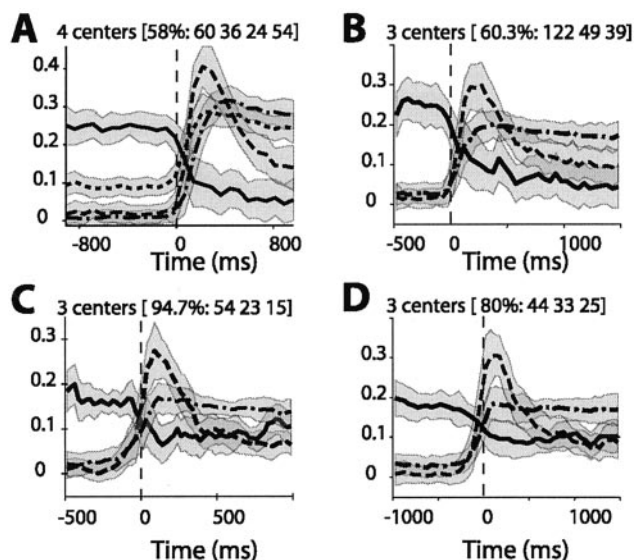 A 4 centers [58%: 60 36 24 54]
0.4
0.3
0.2
0.1
0
-800 0 800
Time (ms)
B 3 centers [ 60.3%: 122 49 39]
0.3
0.2
0.1
0
-500 0 1000
Time (ms)
C 3 centers [ 94.7%: 54 23 15]
0.3
0.2
0.1
0
-500 0 500
Time (ms)
D 3 centers [ 80%: 44 33 25]
0.3
0.2
0.1
0
-1000 0 1000
Time (ms)